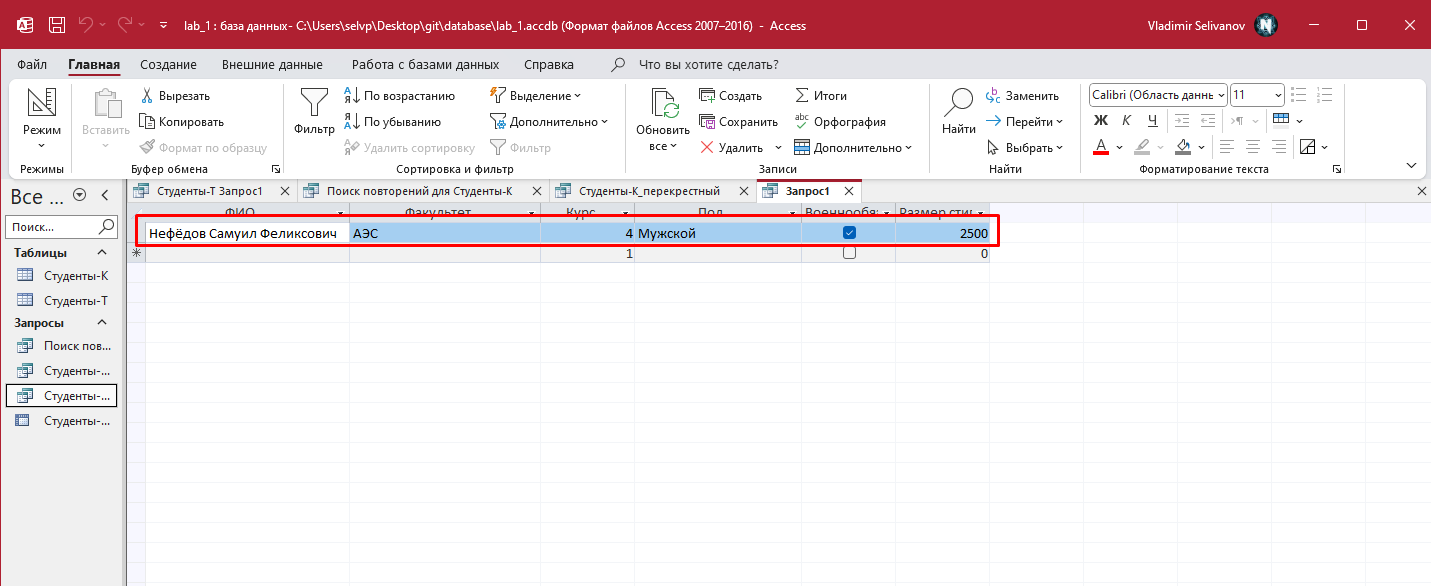 lab_1 : база данных- C:\Users\selvp\Desktop\git\database\lab_1.accdb (Формат файлов Access 2007–2016) - Access
Vladimir Selivanov
Файл Главная Создание Внешние данные Работа с базами данных Справка Что вы хотите сделать?
Режим
Режимы
Вставить
Вырезать
Копировать
Формат по образцу
Буфер обмена
Фильтр
По возрастанию
По убыванию
Удалить сортировку
Выделение
Дополнительно
Фильтр
Сортировка и фильтр
Обновить
все
Создать
Сохранить
Удалить
Итоги
Орфография
Дополнительно
Записи
Найти
Заменить
Перейти
Выбрать
Найти
Calibri (Область данны
11
Ж К Ч
Форматирование текста
Все ...
Поиск...
Таблицы
Студенты-К
Студенты-Т
Запросы
Поиск пов...
Студенты-...
Студенты-...
Студенты-...
Студенты-Т Запрос1
Поиск повторений для Студенты-К
Студенты-К_перекрестный
Запрос1
ФИО Факультет Курс Пол Военнообяз Размер стип
Нефёдов Самуил Феликсович АЭС 4 Мужской 2500
1 0